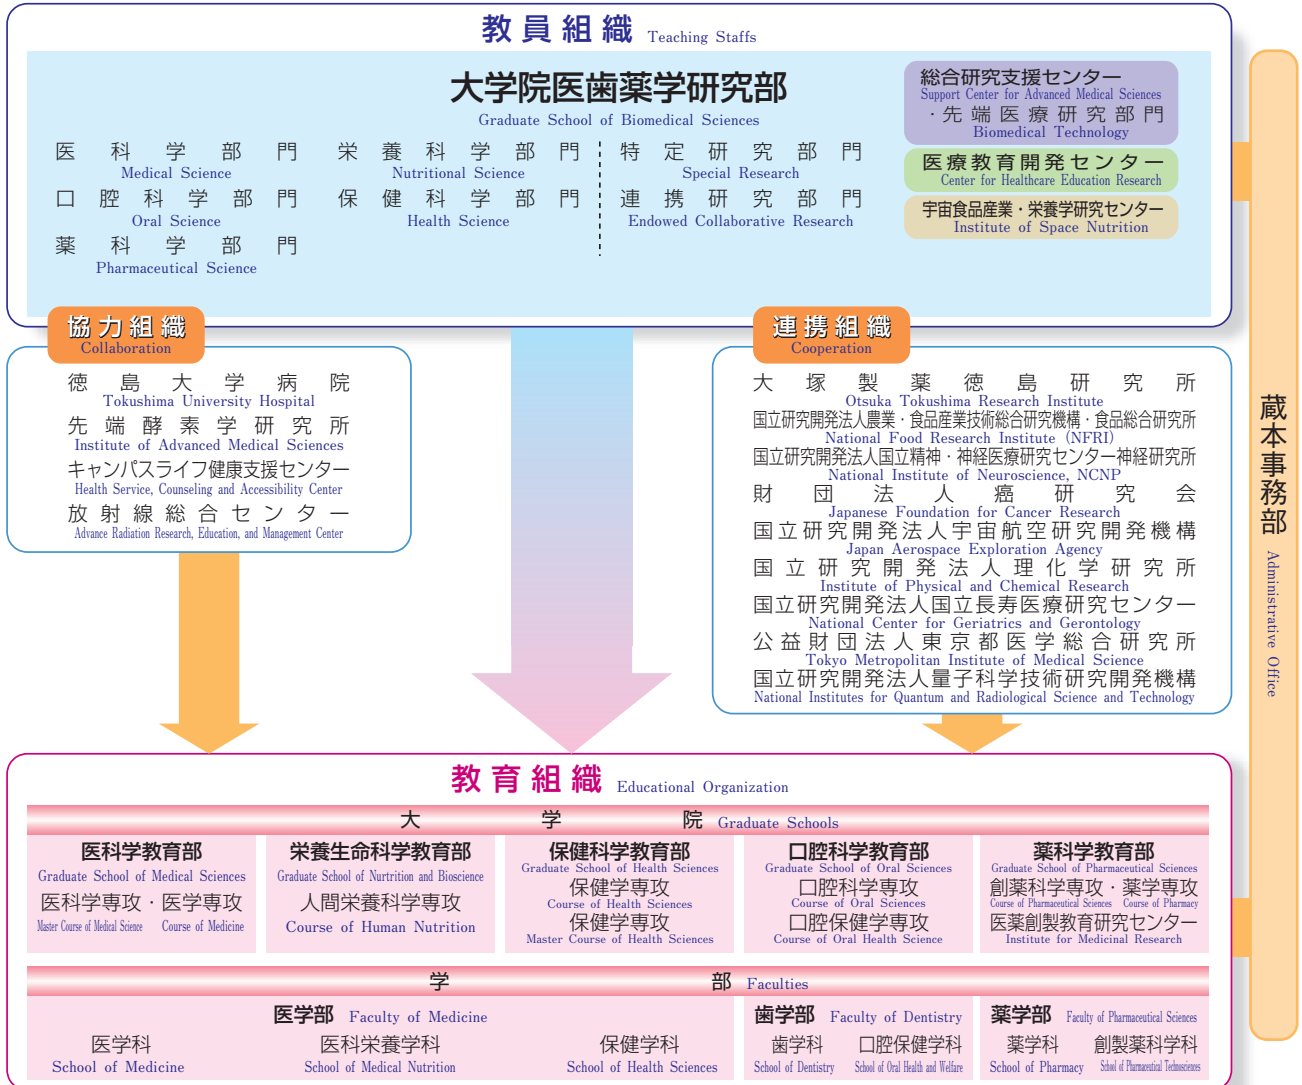 教員組織 Teaching Staffs
大学院医歯薬学研究部
Graduate School of Biomedical Sciences
医科学部門
Medical Science
口腔科学部門
Oral Science
薬科学部門
Pharmaceutical Science
栄養科学部門
Nutritional Science
保健科学部門
Health Science
特定研究部門
Special Research
連携研究部門
Endowed Collaborative Research
総合研究支援センター
Support Center for Advanced Medical Sciences
・先端医療研究部門
Biomedical Technology
医療教育開発センター
Center for Healthcare Education Research
宇宙食品産業・栄養学研究センター
Institute of Space Nutrition
協力組織
Collaboration
徳島大学病院
Tokushima University Hospital
先端酵素学研究所
Institute of Advanced Medical Sciences
キャンパスライフ健康支援センター
Health Service, Counseling and Accessibility Center
放射線総合センター
Advance Radiation Research, Education, and Management Center
連携組織
Cooperation
大塚製薬徳島研究所
Otsuka Tokushima Research Institute
国立研究開発法人農業・食品産業技術総合研究機構・食品総合研究所
National Food Research Institute (NFRI)
国立研究開発法人国立精神・神経医療研究センター神経研究所
National Institute of Neuroscience, NCNP
財団法人癌研究会
Japanese Foundation for Cancer Research
国立研究開発法人宇宙航空研究開発機構
Japan Aerospace Exploration Agency
国立研究開発法人理化学研究所
Institute of Physical and Chemical Research
国立研究開発法人国立長寿医療研究センター
National Center for Geriatrics and Gerontology
公益財団法人東京都医学総合研究所
Tokyo Metropolitan Institute of Medical Science
国立研究開発法人量子科学技術研究開発機構
National Institutes for Quantum and Radiological Science and Technology
蔵本事務部 Administrative Office
教育組織 Educational Organization
大学院 Graduate Schools
医科学教育部
Graduate School of Medical Sciences
医科学専攻・医学専攻
Master Course of Medical Science Course of Medicine
栄養生命科学教育部
Graduate School of Nurtrition and Bioscience
人間栄養科学専攻
Course of Human Nutrition
保健科学教育部
Graduate School of Health Sciences
保健学専攻
Course of Health Sciences
保健学専攻
Master Course of Health Sciences
口腔科学教育部
Graduate School of Oral Sciences
口腔科学専攻
Course of Oral Sciences
口腔保健学専攻
Course of Oral Health Science
薬科学教育部
Graduate School of Pharmaceutical Sciences
創薬科学専攻・薬学専攻
Course of Pharmaceutical Sciences Course of Pharmacy
医薬創製教育研究センター
Institute for Medicinal Research
学部 Faculties
医学部 Faculty of Medicine
医学科
School of Medicine
医科栄養学科
School of Medical Nutrition
保健学科
School of Health Sciences
歯学部 Faculty of Dentistry
歯学科
School of Dentistry
口腔保健学科
School of Oral Health and Welfare
薬学部 Faculty of Pharmaceutical Sciences
薬学科
School of Pharmacy
創製薬科学科
School of Pharmaceutical Technosciences